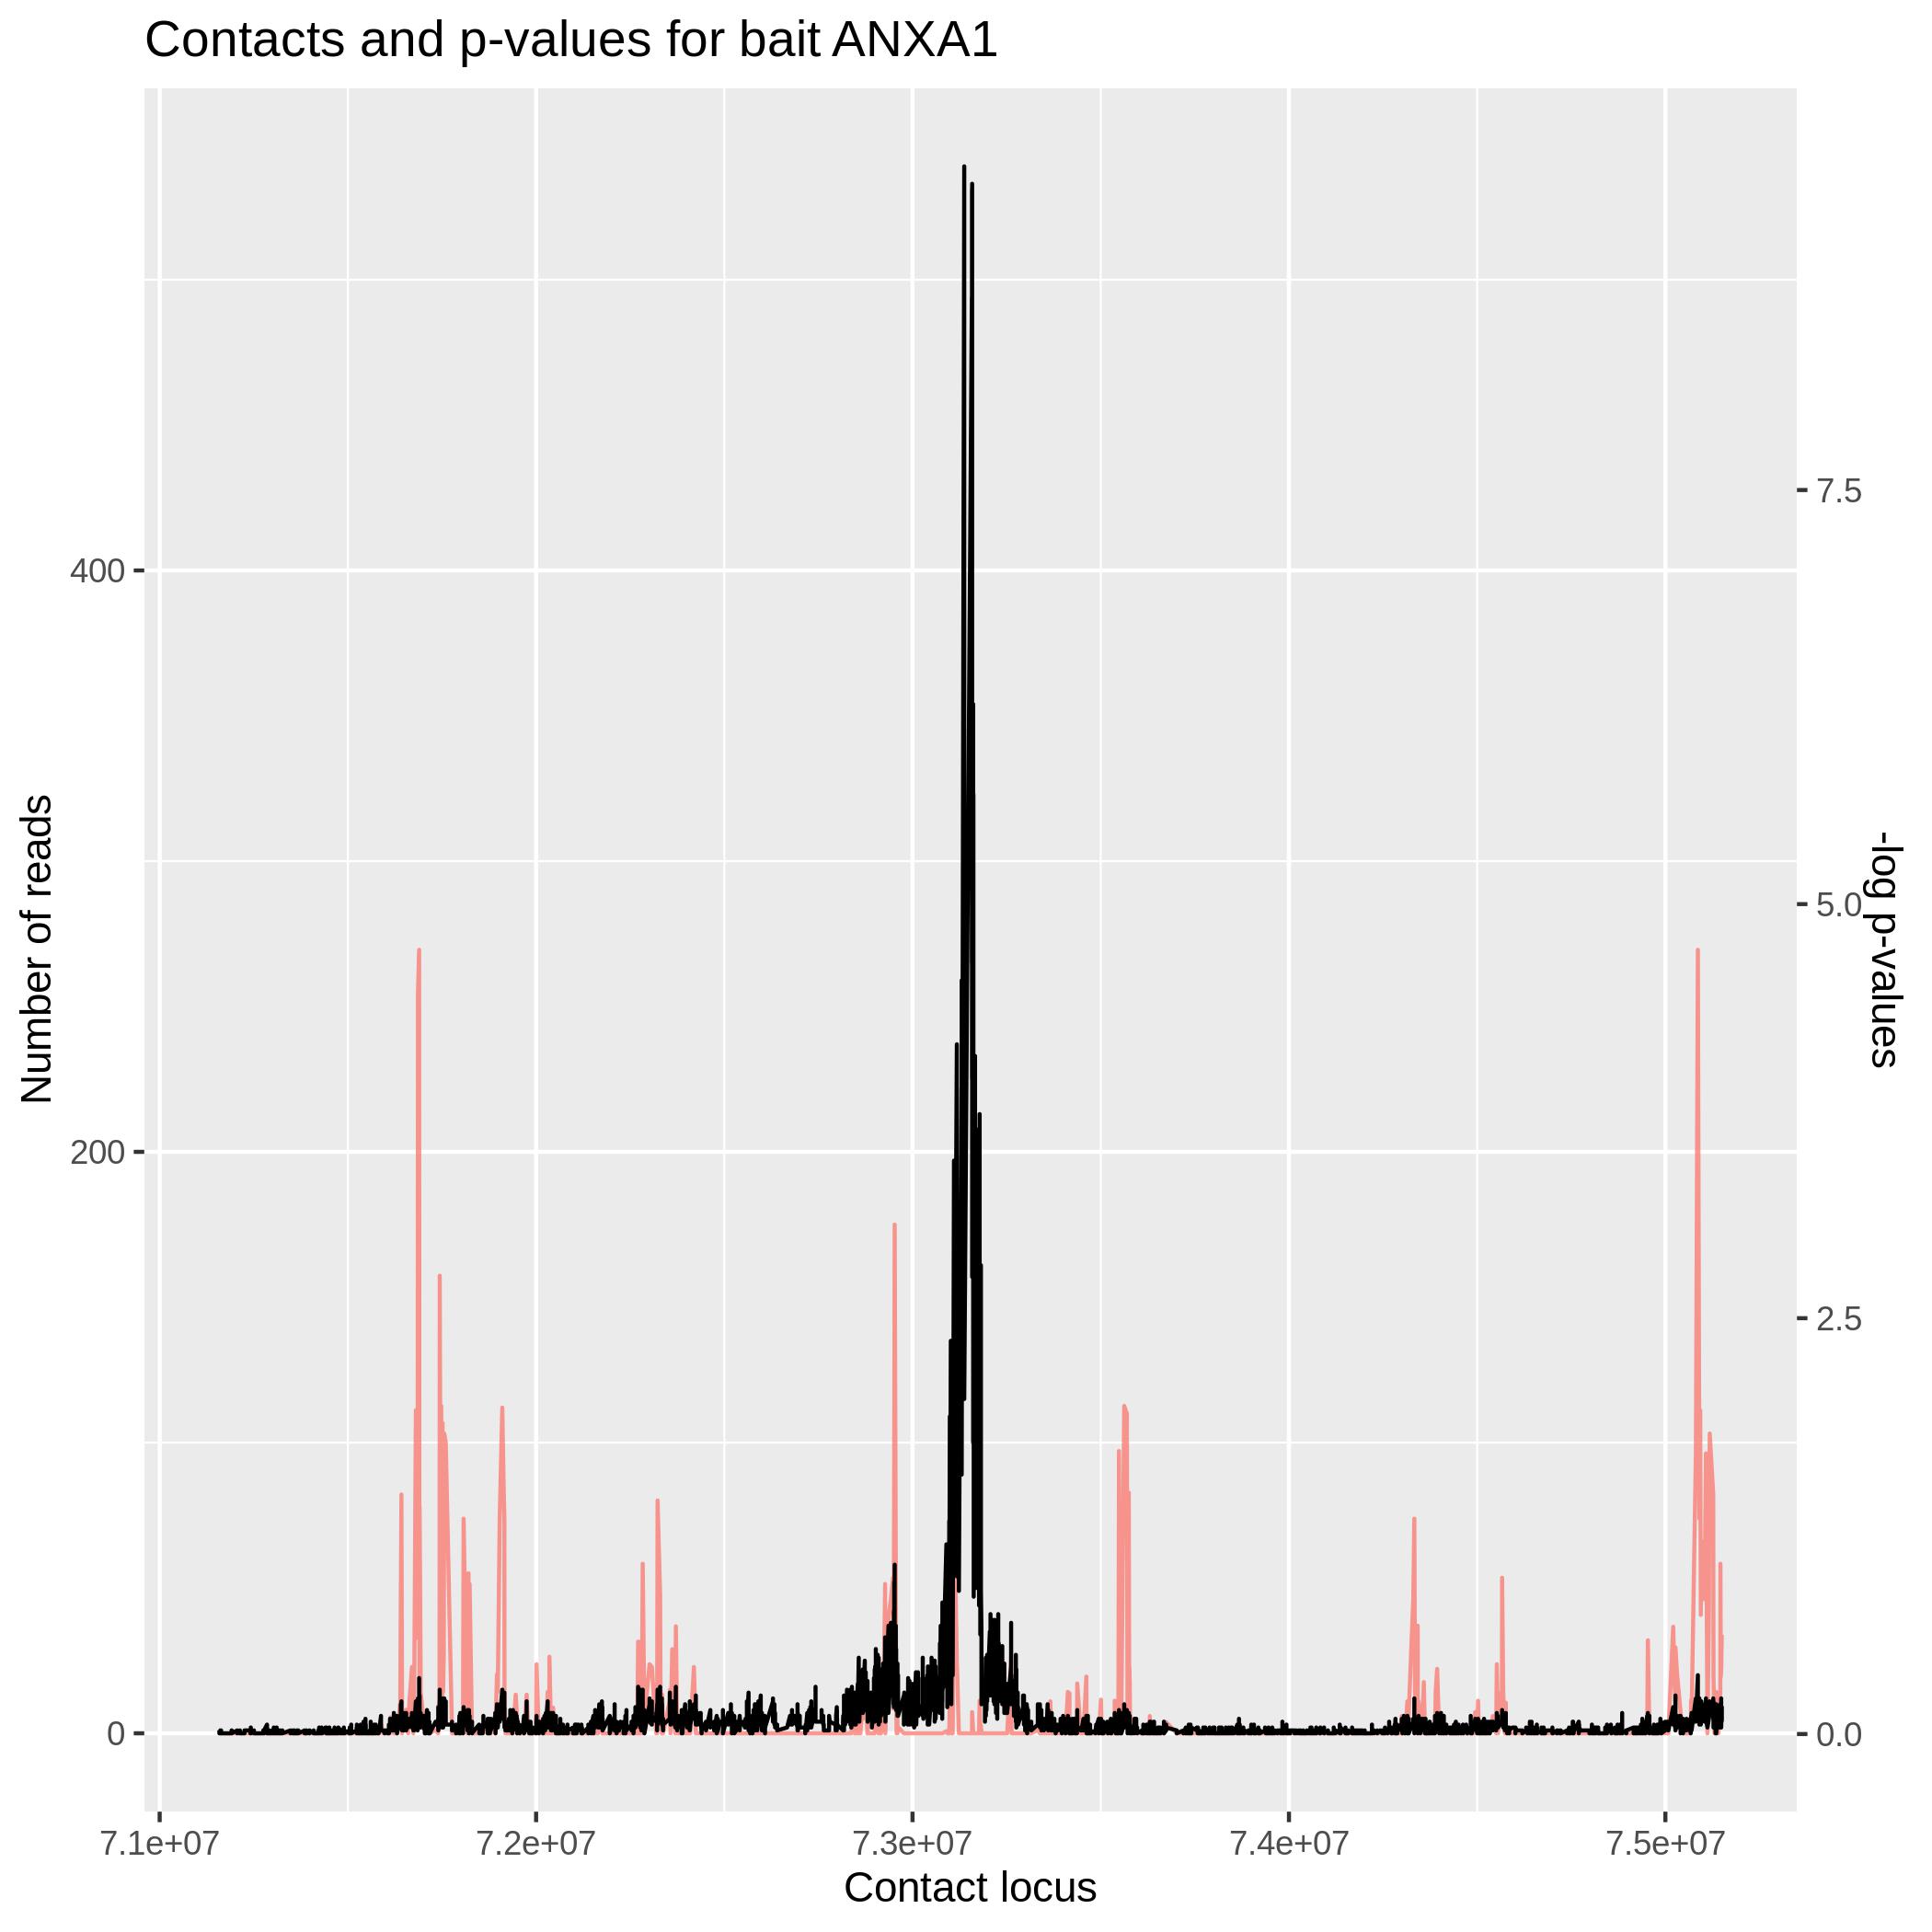 Contacts and p-values for bait ANXA1
Number of reads
400
200
0
7.5
5.0
2.5
0.0
-log p-values
7.1e+07 7.2e+07 7.3e+07 7.4e+07 7.5e+07
Contact locus